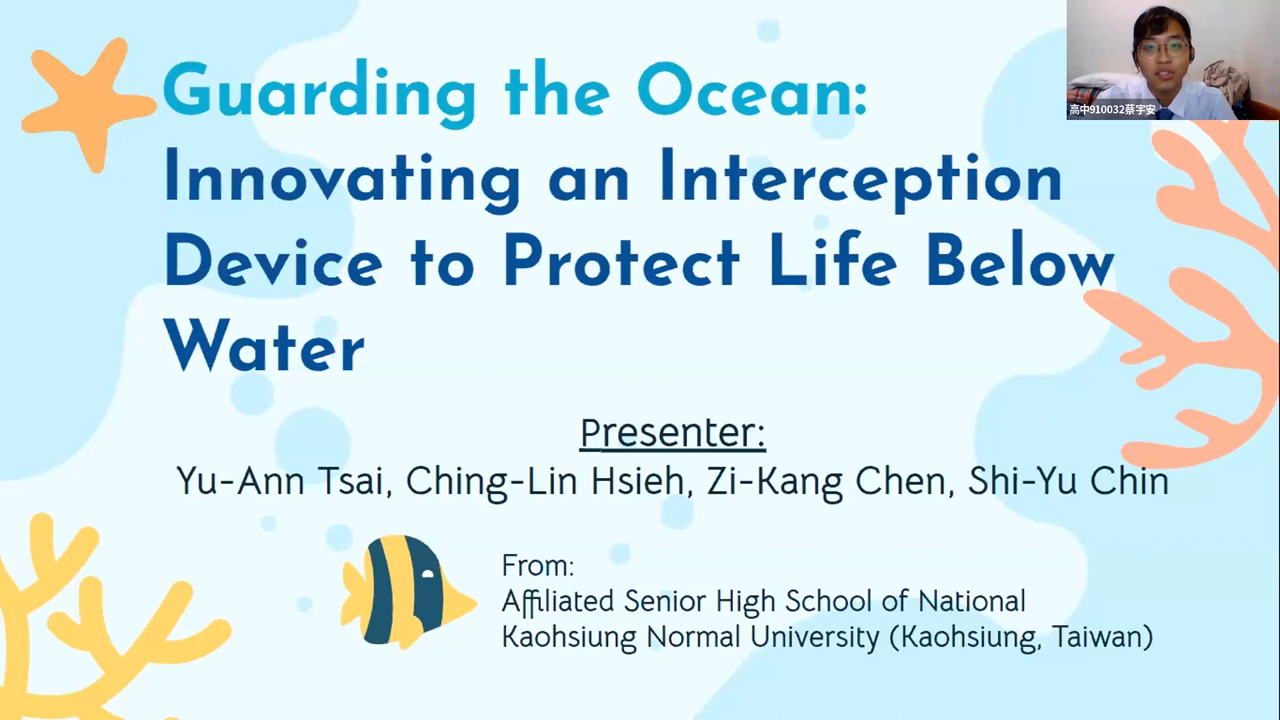 Guarding the Ocean:
Innovating an Interception
Device to Protect Life Below
Water
高中910032蔡宇安
Presenter:
Yu-Ann Tsai, Ching-Lin Hsieh, Zi-Kang Chen, Shi-Yu Chin
From:
Affiliated Senior High School of National
Kaohsiung Normal University (Kaohsiung, Taiwan)